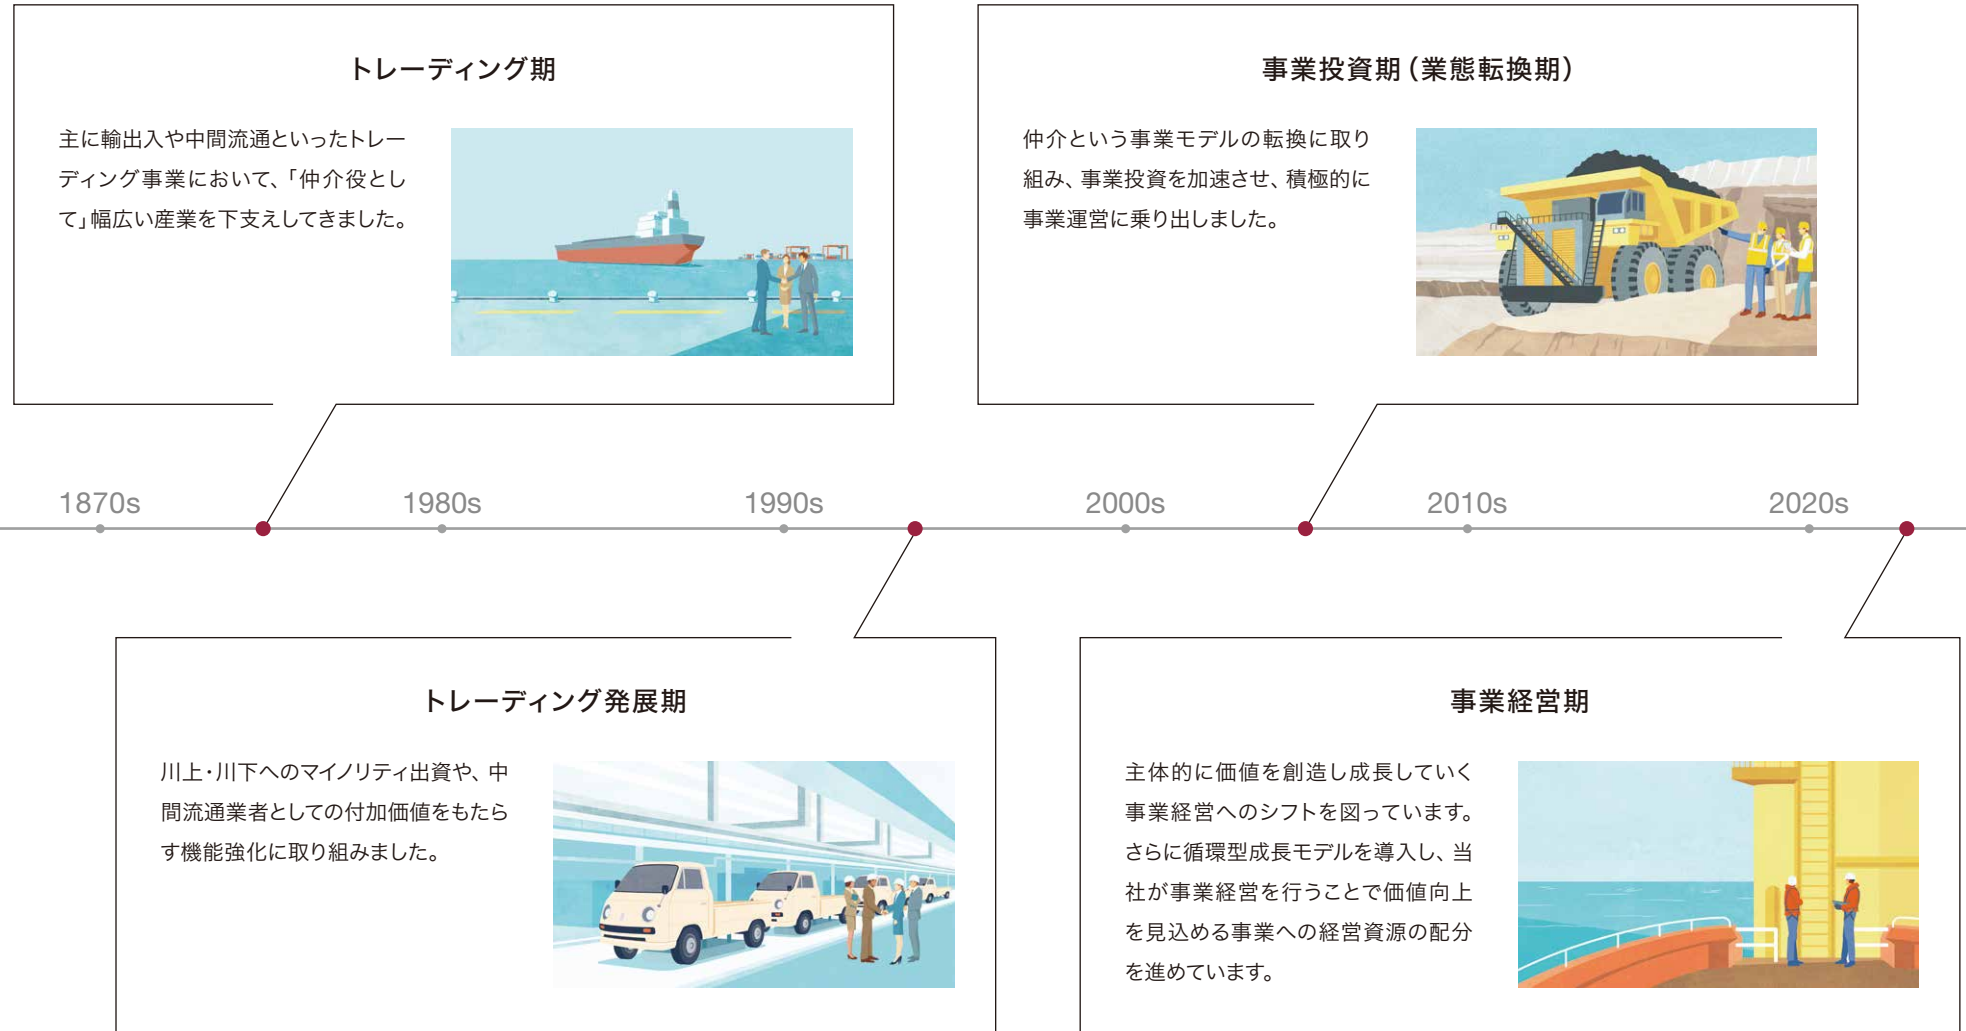 トレーディング期
主に輸出入や中間流通といったトレー
ディング事業において、「仲介役とし
て」幅広い産業を下支えしてきました。
事業投資期（業態転換期）
仲介という事業モデルの転換に取り
組み、事業投資を加速させ、積極的に
事業運営に乗り出しました。
1870s
1980s
1990s
2000s
2010s
2020s
トレーディング発展期
川上・川下へのマイノリティ出資や、中
間流通業者としての付加価値をもたら
す機能強化に取り組みました。
事業経営期
主体的に価値を創造し成長していく
事業経営へのシフトを図っています。
さらに循環型成長モデルを導入し、当
社が事業経営を行うことで価値向上
を見込める事業への経営資源の配分
を進めています。